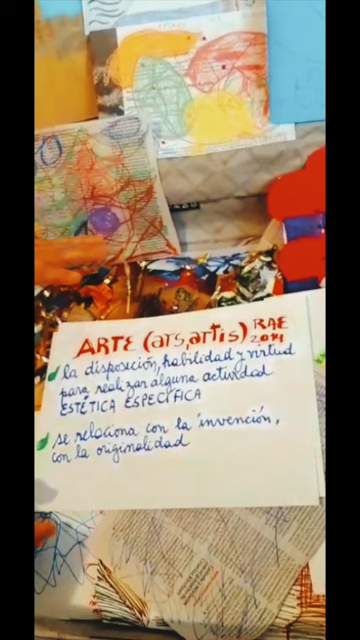 ARTE (ars,artis) RAE
2014
la disposición, habilidad y virtud
para realizar alguna actividad
ESTÉTICA ESPECÍFICA
se relaciona con la invención,
con la originalidad